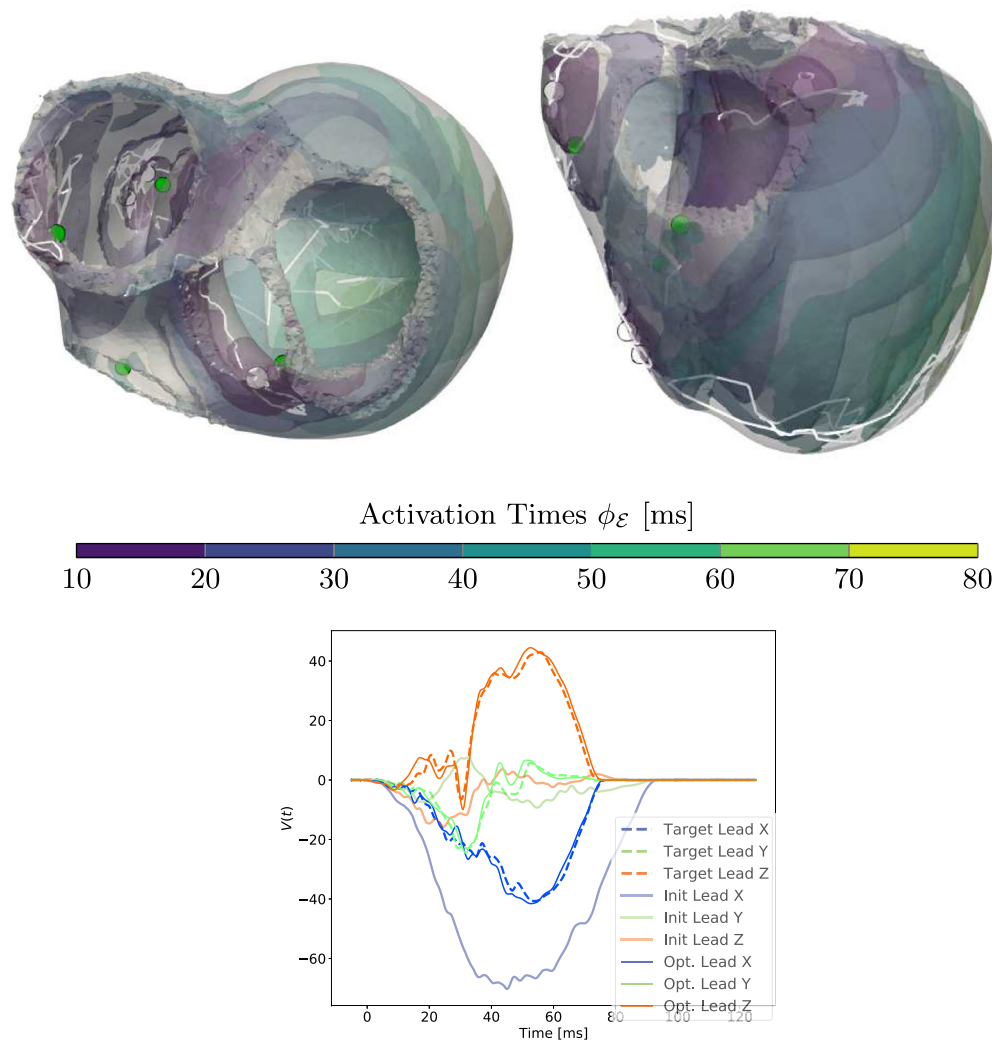 Activation Times ϕ_ℰ [ms]
10 20 30 40 50 60 70 80
40
20
0
−20
−40
−60
V(t)
Target Lead X
Target Lead Y
Target Lead Z
Init Lead X
Init Lead Y
Init Lead Z
Opt. Lead X
Opt. Lead Y
Opt. Lead Z
0 20 40 60 80 100 120
Time [ms]